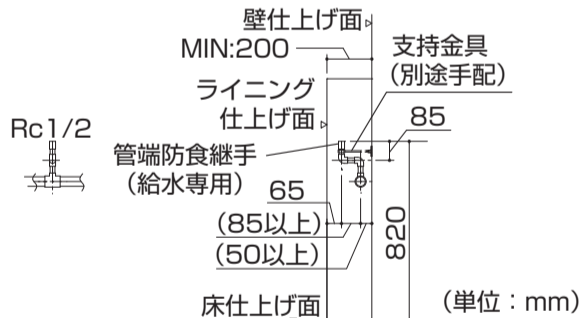 壁仕上げ面
MIN:200
支持金具
（別途手配）
ライニング
仕上げ面
85
Rc1/2
管端防食継手
（給水専用）
65
（85以上）
（50以上）
820
床仕上げ面
（単位：mm）